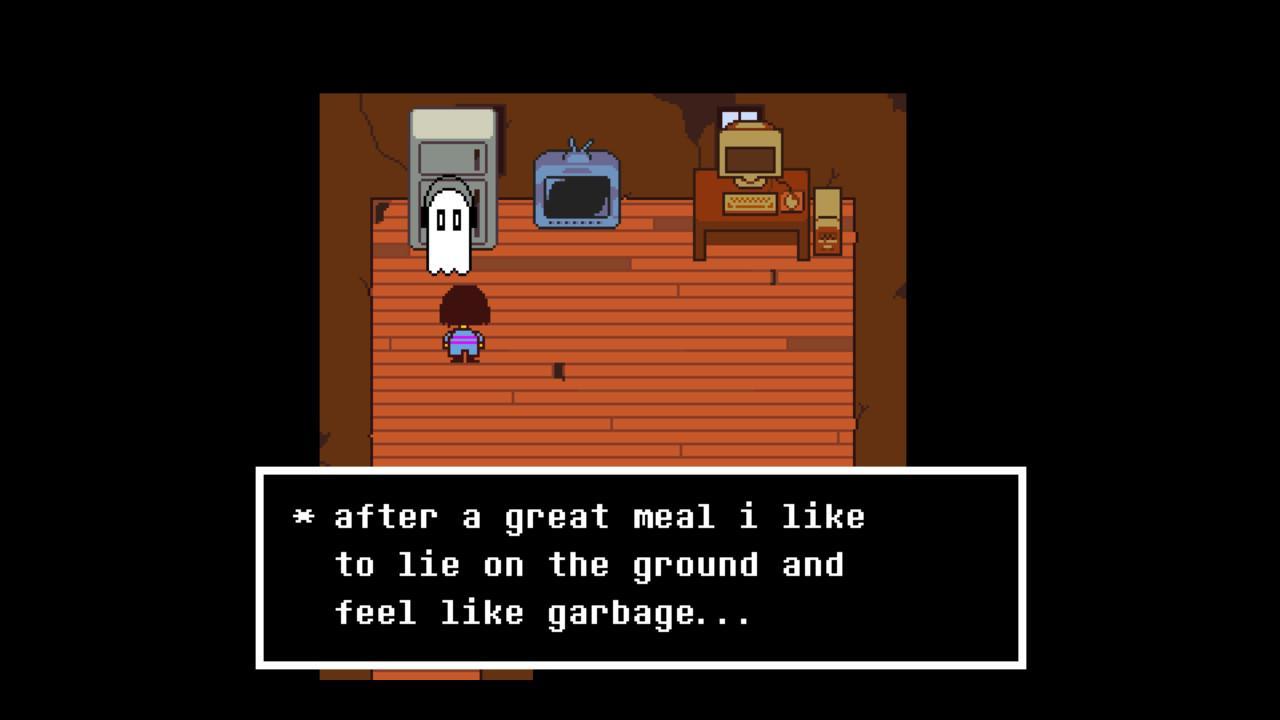 * after a great meal i like
to lie on the ground and
feel like garbage...